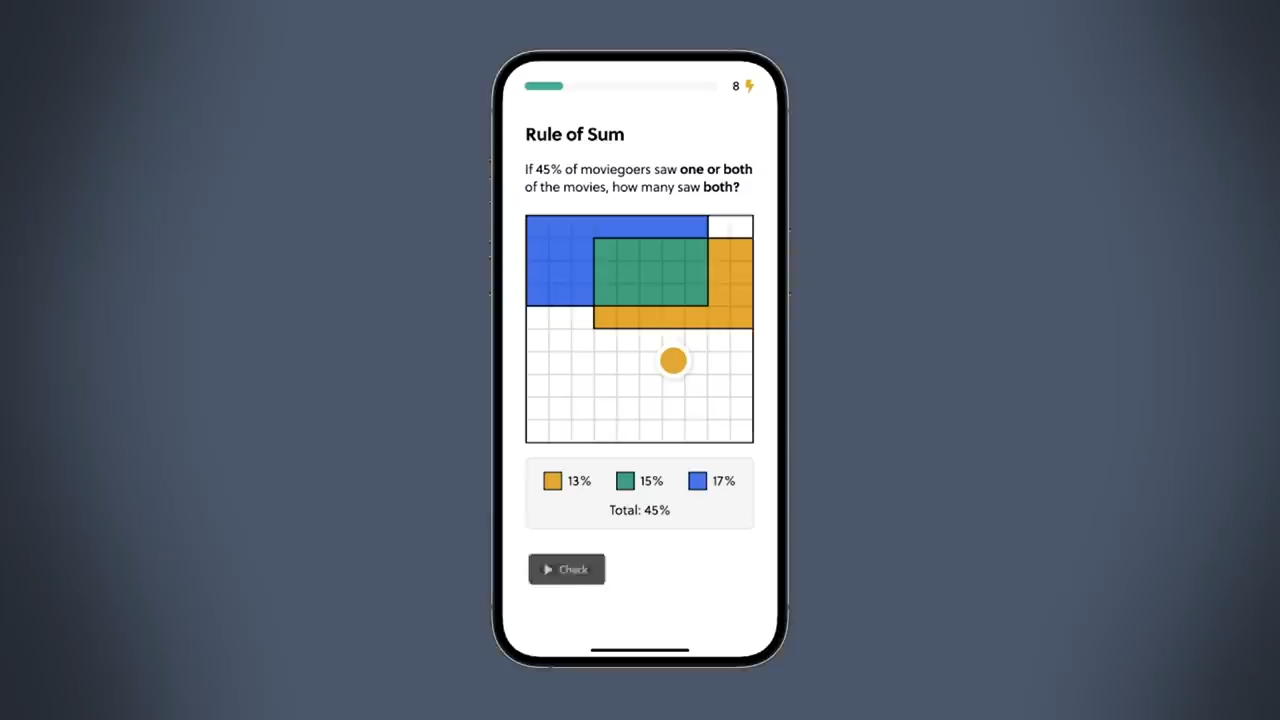 8
Rule of Sum
If 45% of moviegoers saw one or both
of the movies, how many saw both?
13% 15% 17%
Total: 45%
Check